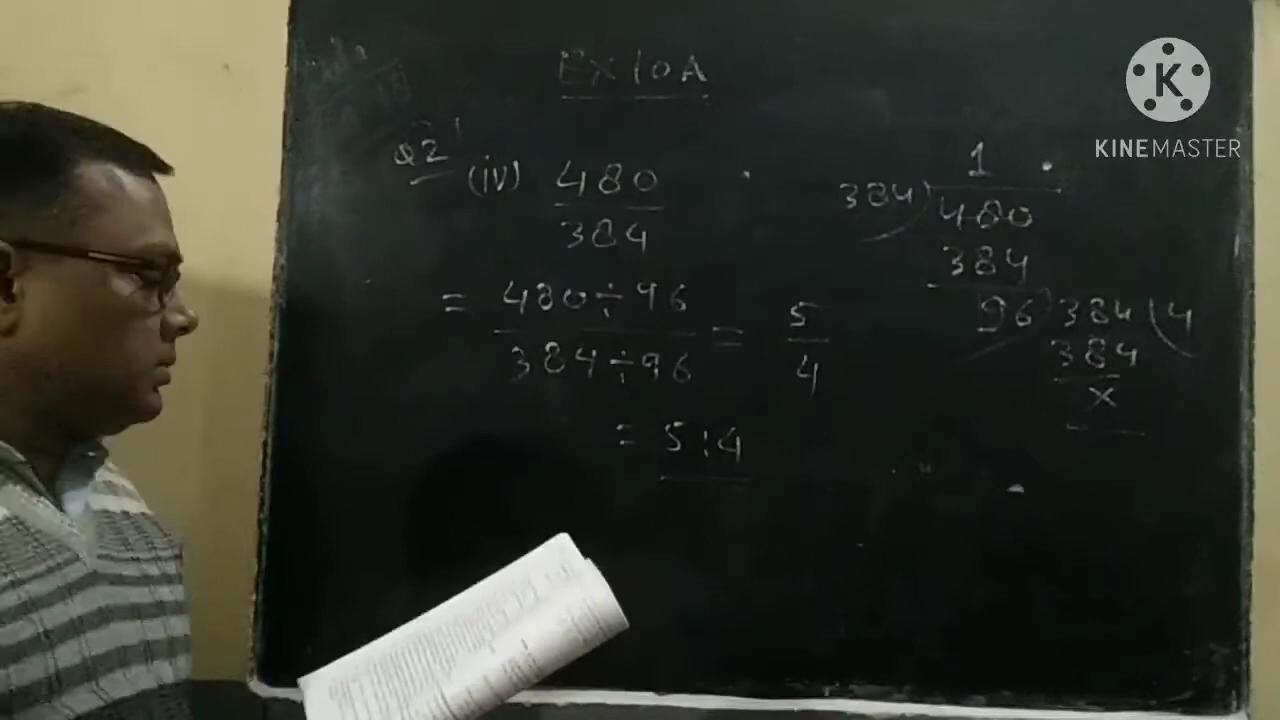 EX 10A
Q2 (iv) 480
384
= 480÷96
384÷96
= 5
4
= 5:4
1
384)480
384
96)384(4
384
x
K
KINEMASTER